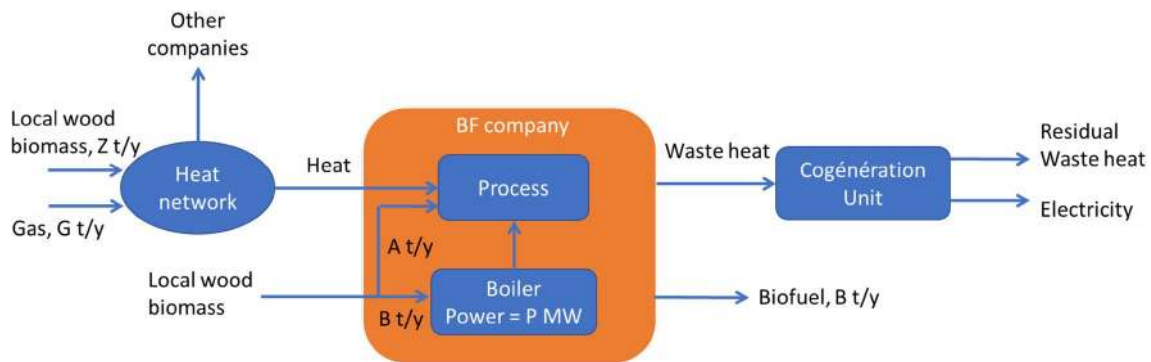 Other
companies
Local wood
biomass, Z t/y
Heat
network
Gas, G t/y
Heat
BF company
Process
A t/y
Local wood
biomass
B t/y
Boiler
Power = P MW
Waste heat
Cogénération
Unit
Residual
Waste heat
Electricity
Biofuel, B t/y